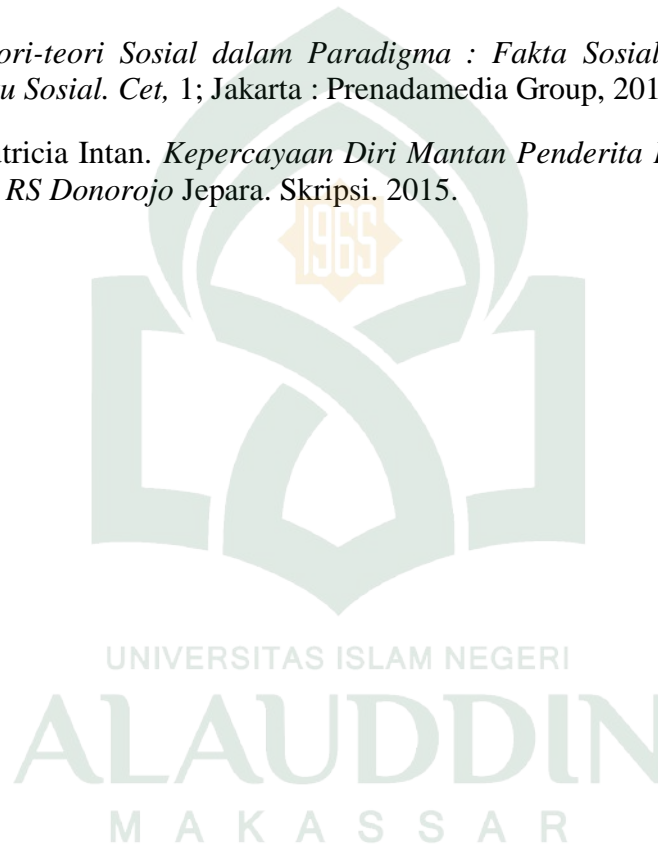 ori-teori Sosial dalam Paradigma : Fakta Sosial
u Sosial. Cet, 1; Jakarta : Prenadamedia Group, 201
tricia Intan. Kepercayaan Diri Mantan Penderita
RS Donorojo Jepara. Skripsi. 2015.
1965
UNIVERSITAS ISLAM NEGERI
ALAUDDIN
MAKASSAR